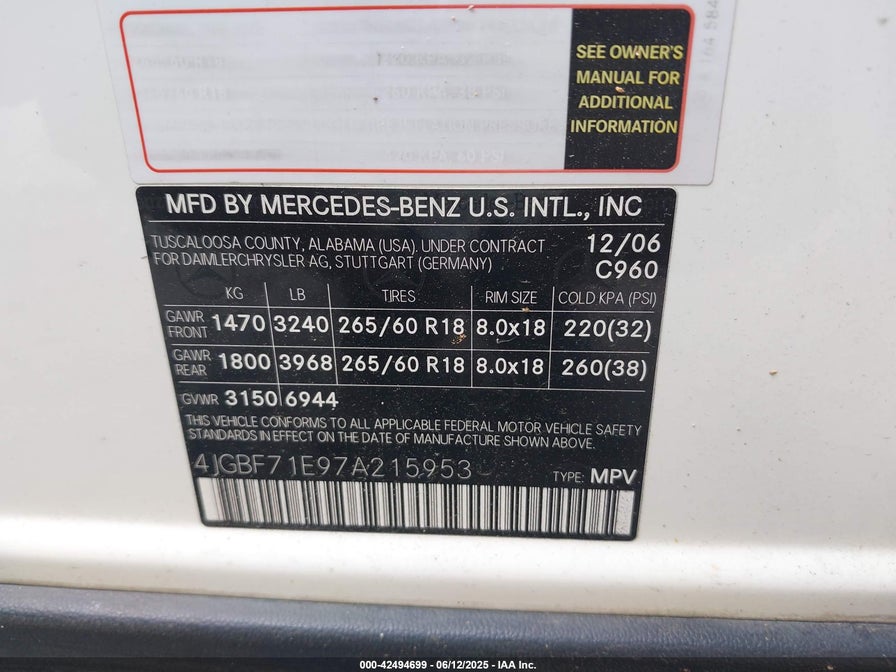 SEE OWNER'S
MANUAL FOR
ADDITIONAL
INFORMATION
MFD BY MERCEDES-BENZ U.S. INTL., INC
TUSCALOOSA COUNTY, ALABAMA (USA). UNDER CONTRACT
FOR DAIMLERCHRYSLER AG, STUTTGART (GERMANY)
12/06
C960
KG LB TIRES RIM SIZE COLD KPA (PSI)
GAWR FRONT 1470 3240 265/60 R18 8.0x18 220(32)
GAWR REAR 1800 3968 265/60 R18 8.0x18 260(38)
GVWR 3150 6944
THIS VEHICLE CONFORMS TO ALL APPLICABLE FEDERAL MOTOR VEHICLE SAFETY
STANDARDS IN EFFECT ON THE DATE OF MANUFACTURE SHOWN ABOVE.
4JGBF71E97A215953
TYPE: MPV
000-42494699 - 06/12/2025 - IAA Inc.